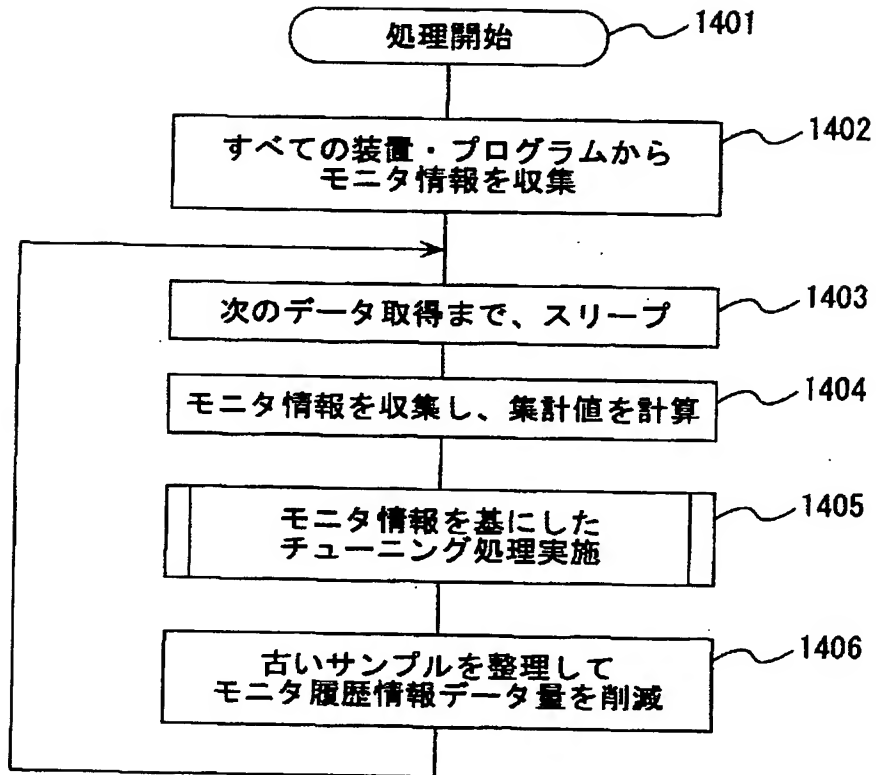 処理開始
1401
すべての装置・プログラムから
モニタ情報を収集
1402
次のデータ取得まで、スリープ
1403
モニタ情報を収集し、集計値を計算
1404
モニタ情報を基にした
チューニング処理実施
1405
古いサンプルを整理して
モニタ履歴情報データ量を削減
1406